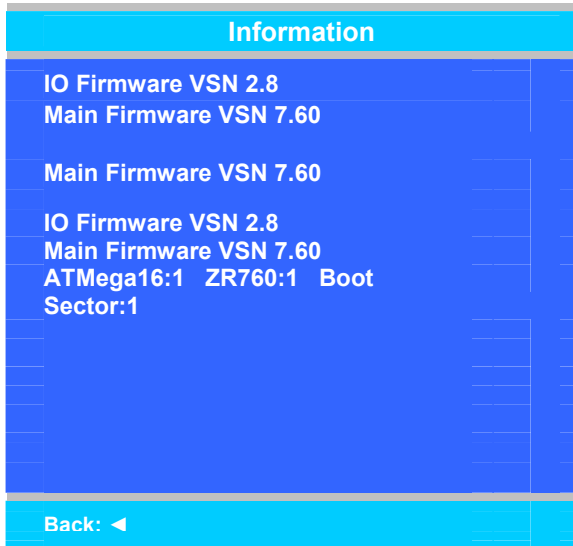 Information
IO Firmware VSN 2.8
Main Firmware VSN 7.60
Main Firmware VSN 7.60
IO Firmware VSN 2.8
Main Firmware VSN 7.60
ATMega16:1 ZR760:1 Boot
Sector:1
Back: ◄